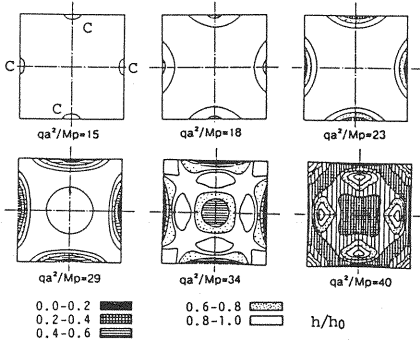 C
C
C
C
C
qa²/Mp=15
qa²/Mp=18
qa²/Mp=23
qa²/Mp=29
qa²/Mp=34
qa²/Mp=40
0.0-0.2
0.2-0.4
0.4-0.6
0.6-0.8
0.8-1.0
h/h₀